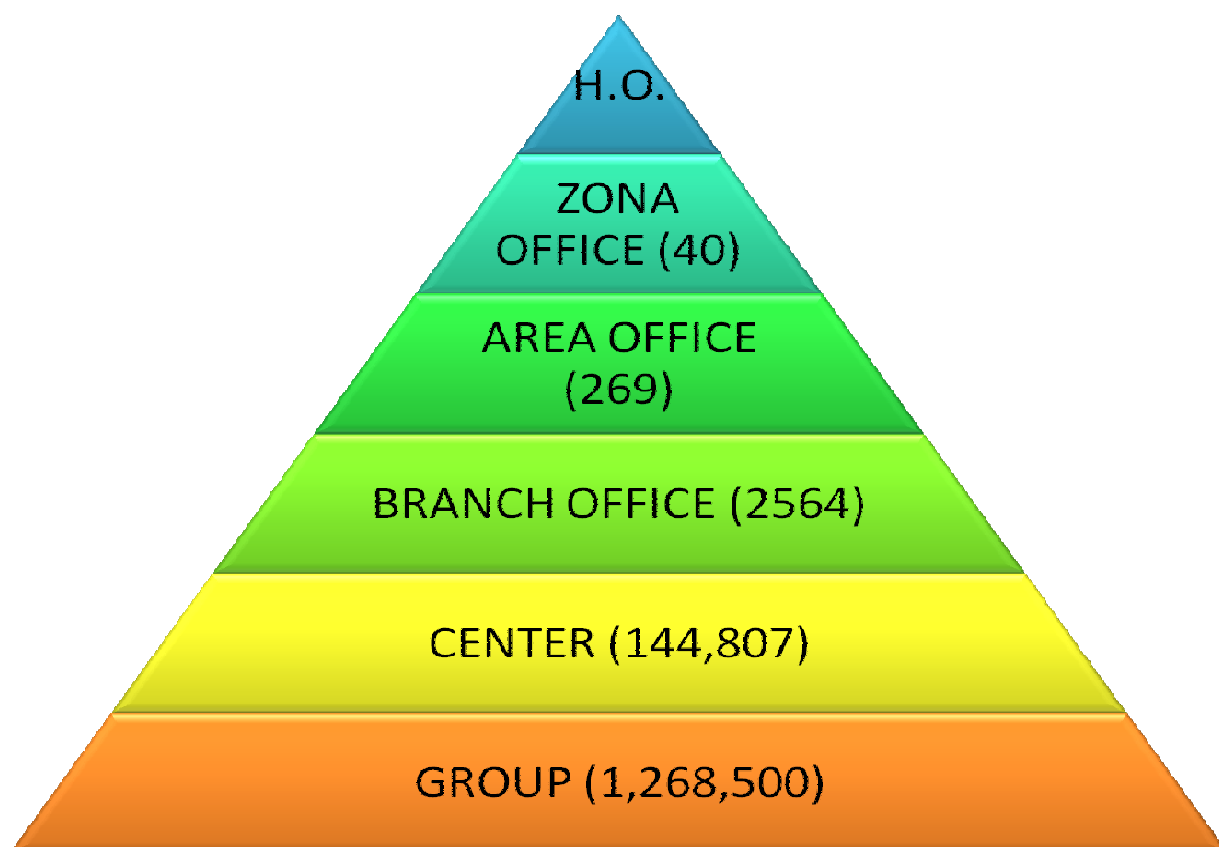 H.O.
ZONA
OFFICE (40)
AREA OFFICE
(269)
BRANCH OFFICE (2564)
CENTER (144,807)
GROUP (1,268,500)